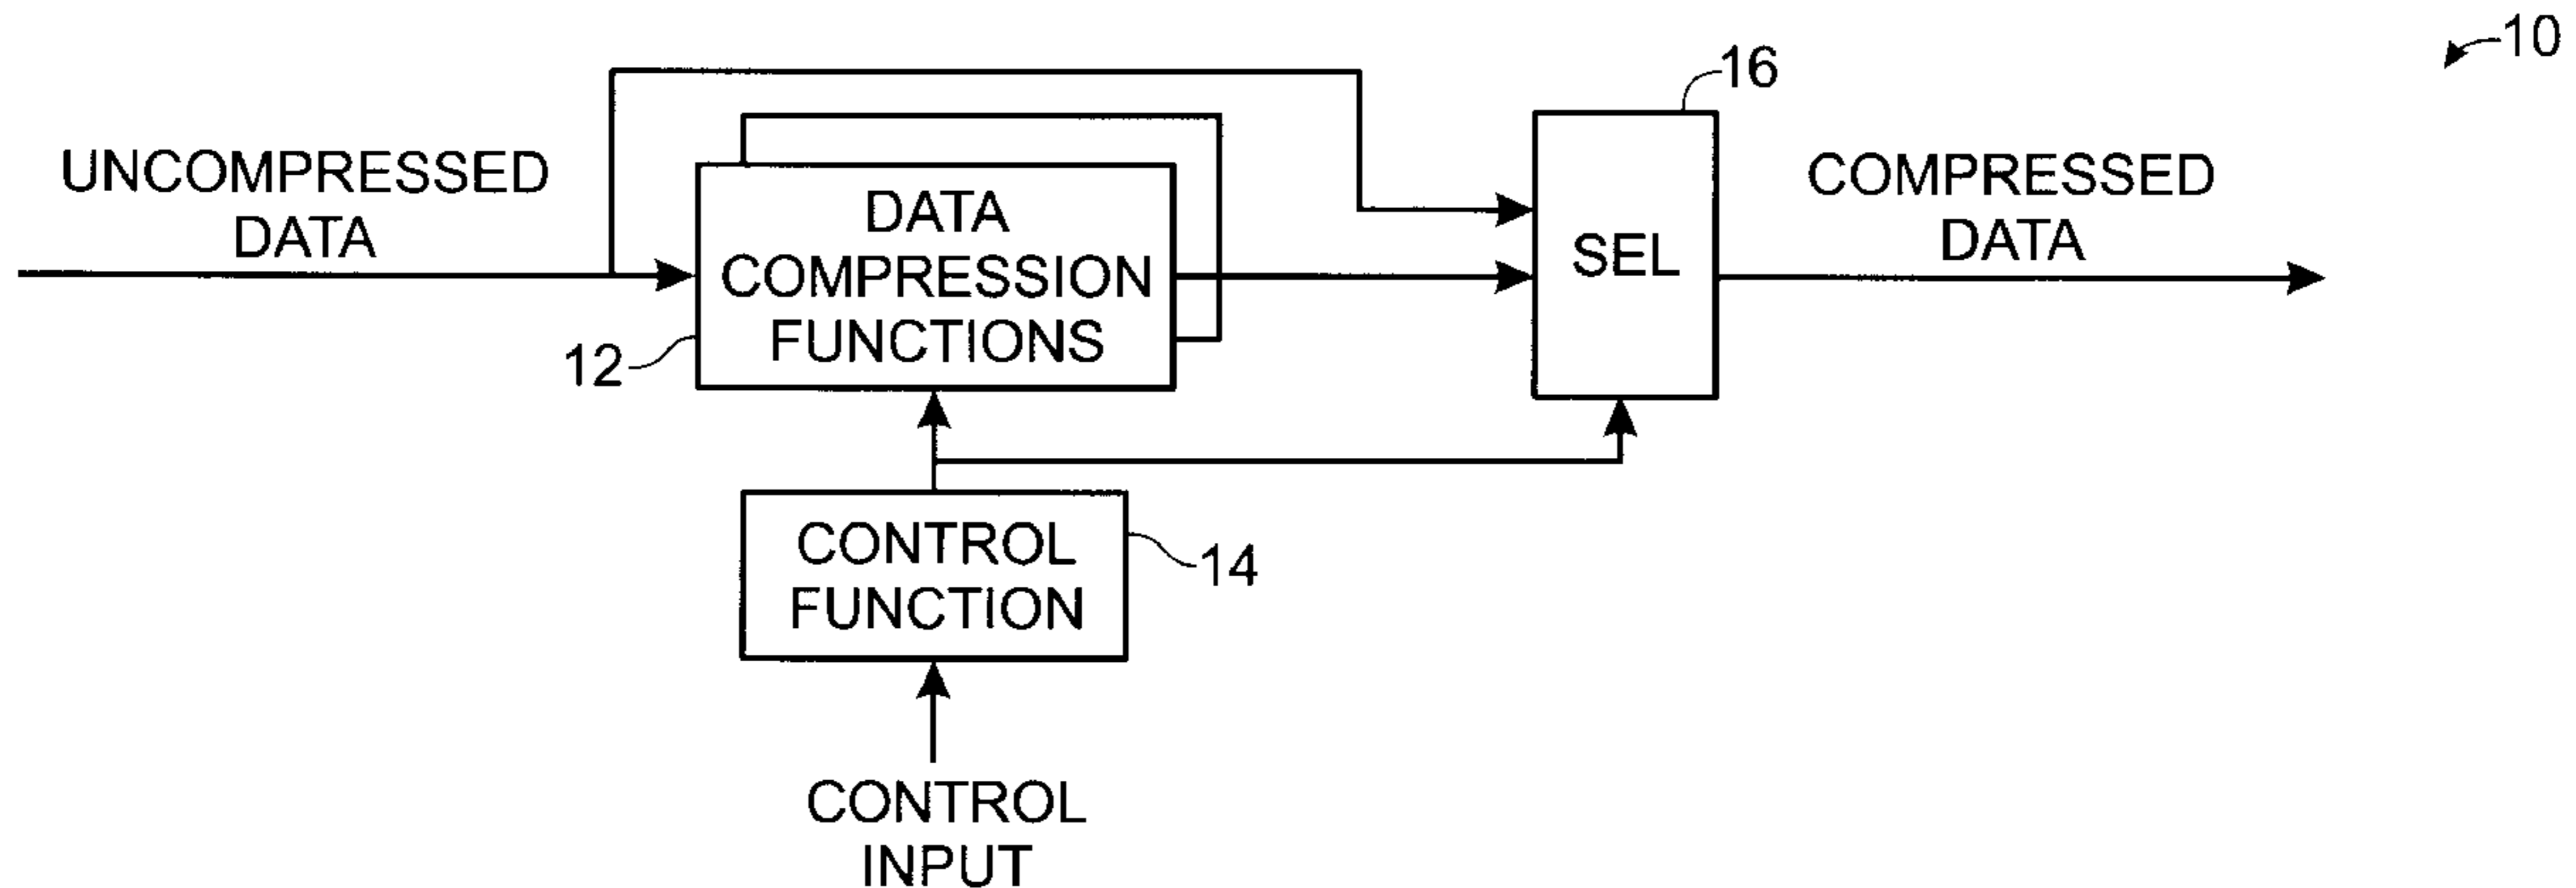 10
16
UNCOMPRESSED
DATA
DATA
COMPRESSION
FUNCTIONS
12
SEL
COMPRESSED
DATA
CONTROL
FUNCTION
14
CONTROL
INPUT